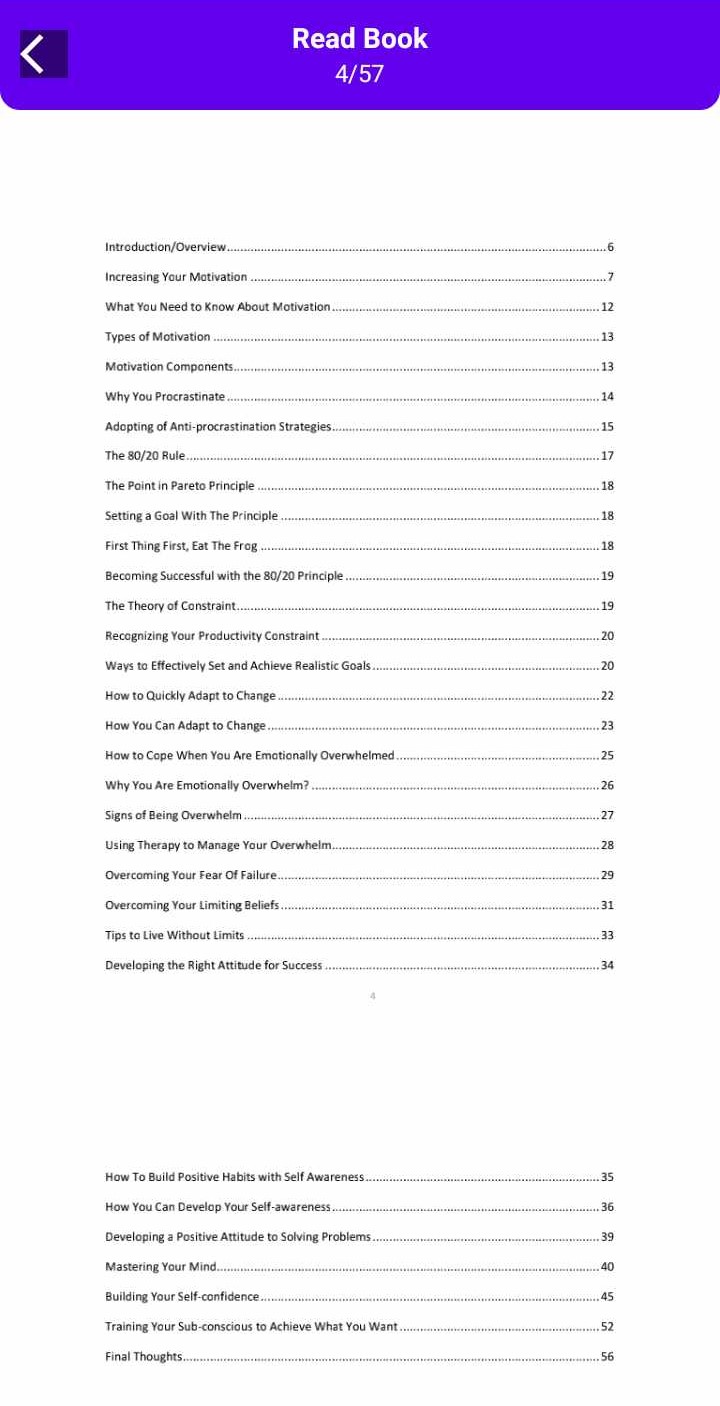 Read Book
4/57
Introduction/Overview....................................................................................................6
Increasing Your Motivation ....................................................................................................7
What You Need to Know About Motivation....................................................................................12
Types of Motivation ....................................................................................................13
Motivation Components....................................................................................................13
Why You Procrastinate....................................................................................................14
Adopting of Anti-procrastination Strategies....................................................................................15
The 80/20 Rule....................................................................................................17
The Point in Pareto Principle ....................................................................................................18
Setting a Goal With The Principle ....................................................................................18
First Thing First, Eat The Frog ....................................................................................18
Becoming Successful with the 80/20 Principle....................................................................................19
The Theory of Constraint....................................................................................................19
Recognizing Your Productivity Constraint ....................................................................................20
Ways to Effectively Set and Achieve Realistic Goals....................................................................20
How to Quickly Adapt to Change....................................................................................22
How You Can Adapt to Change....................................................................................23
How to Cope When You Are Emotionally Overwhelmed............................................................25
Why You Are Emotionally Overwhelm? ....................................................................................26
Signs of Being Overwhelm ....................................................................................................27
Using Therapy to Manage Your Overwhelm....................................................................................28
Overcoming Your Fear Of Failure....................................................................................29
Overcoming Your Limiting Beliefs....................................................................................31
Tips to Live Without Limits ....................................................................................................33
Developing the Right Attitude for Success ....................................................................................34
4
How To Build Positive Habits with Self Awareness....................................................................35
How You Can Develop Your Self-awareness....................................................................................36
Developing a Positive Attitude to Solving Problems....................................................................39
Mastering Your Mind....................................................................................................40
Building Your Self-confidence....................................................................................................45
Training Your Sub-conscious to Achieve What You Want............................................................52
Final Thoughts....................................................................................................56